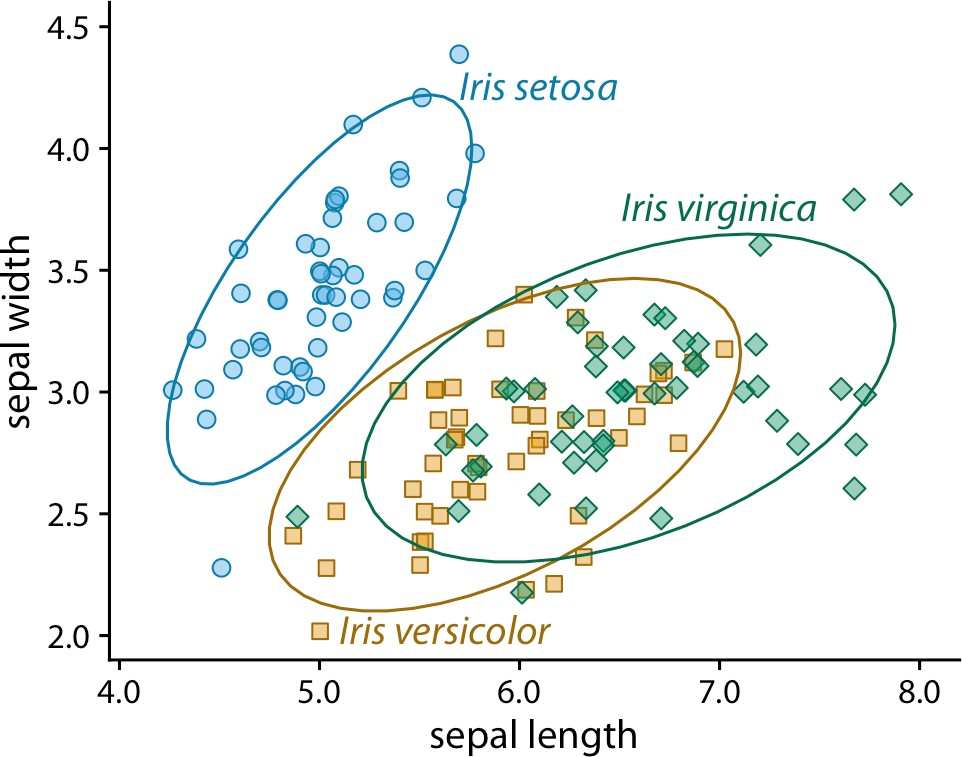 sepal width
4.5
4.0
3.5
3.0
2.5
2.0
Iris setosa
Iris virginica
Iris versicolor
4.0 5.0 6.0 7.0 8.0
sepal length